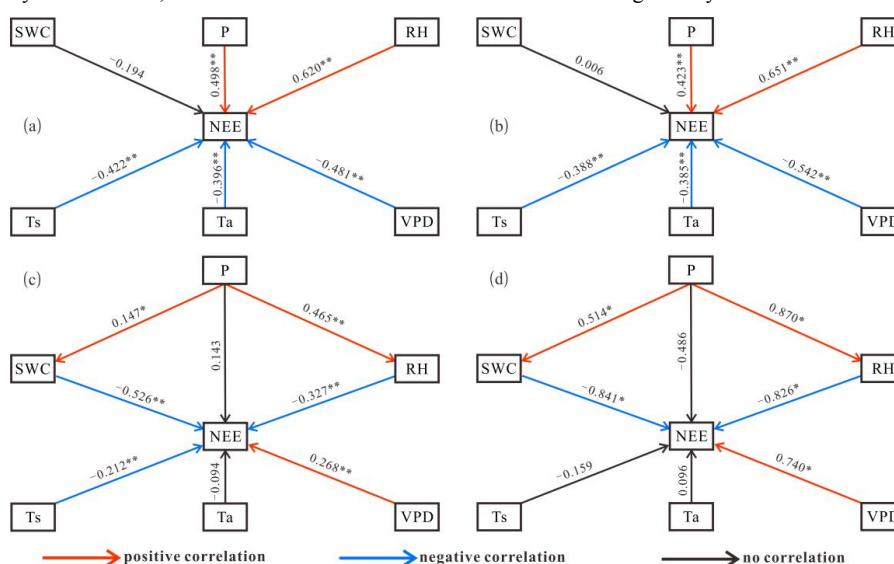 SWC P RH SWC P RH
−0.194 0.498** 0.620** 0.006 0.423** 0.651**
(a) NEE (b) NEE
−0.422** −0.396** −0.481** −0.388** −0.385** −0.542**
Ts Ta VPD Ts Ta VPD
(c) P (d) P
0.147* 0.465** 0.514* 0.870*
SWC 0.143 RH SWC −0.486 RH
−0.526** −0.327** −0.841* −0.826*
NEE NEE
−0.212** −0.094 0.268** −0.159 0.096 0.740*
Ts Ta VPD Ts Ta VPD
positive correlation negative correlation no correlation